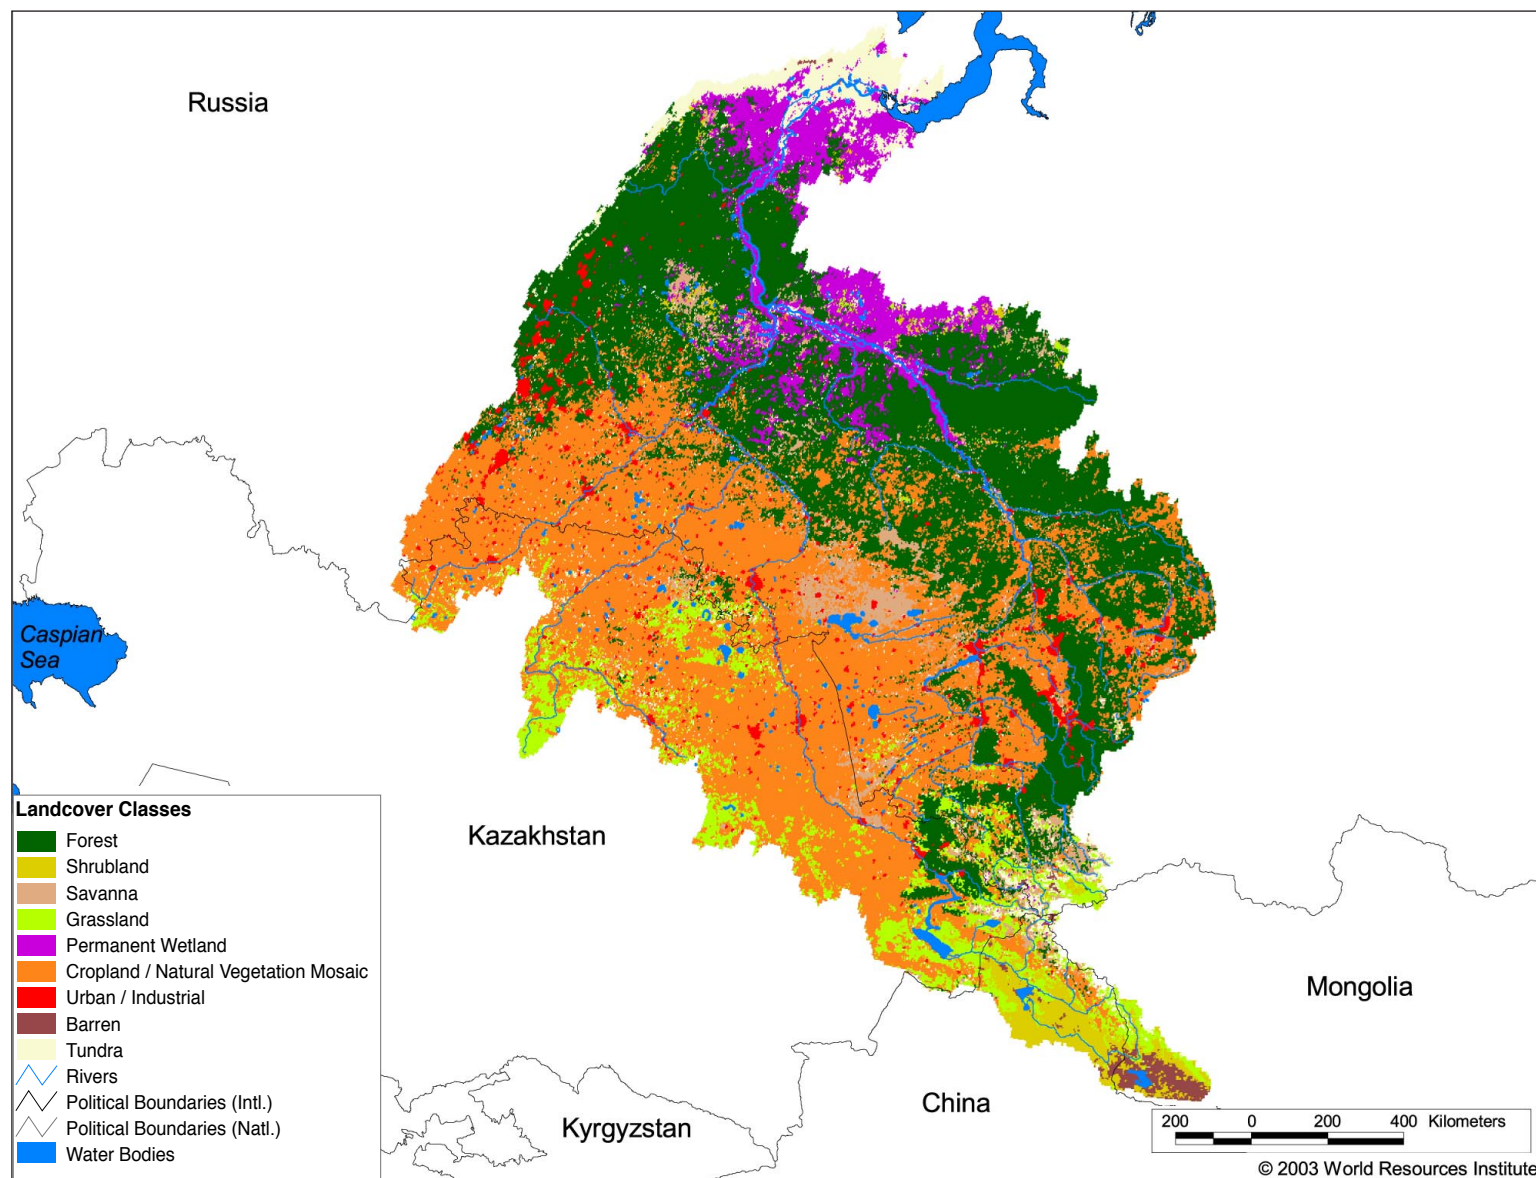 Russia
Caspian
Sea
Kazakhstan
Mongolia
China
Kyrgyzstan
Landcover Classes
Forest
Shrubland
Savanna
Grassland
Permanent Wetland
Cropland / Natural Vegetation Mosaic
Urban / Industrial
Barren
Tundra
Rivers
Political Boundaries (Intl.)
Political Boundaries (Natl.)
Water Bodies
200 0 200 400 Kilometers
© 2003 World Resources Institute